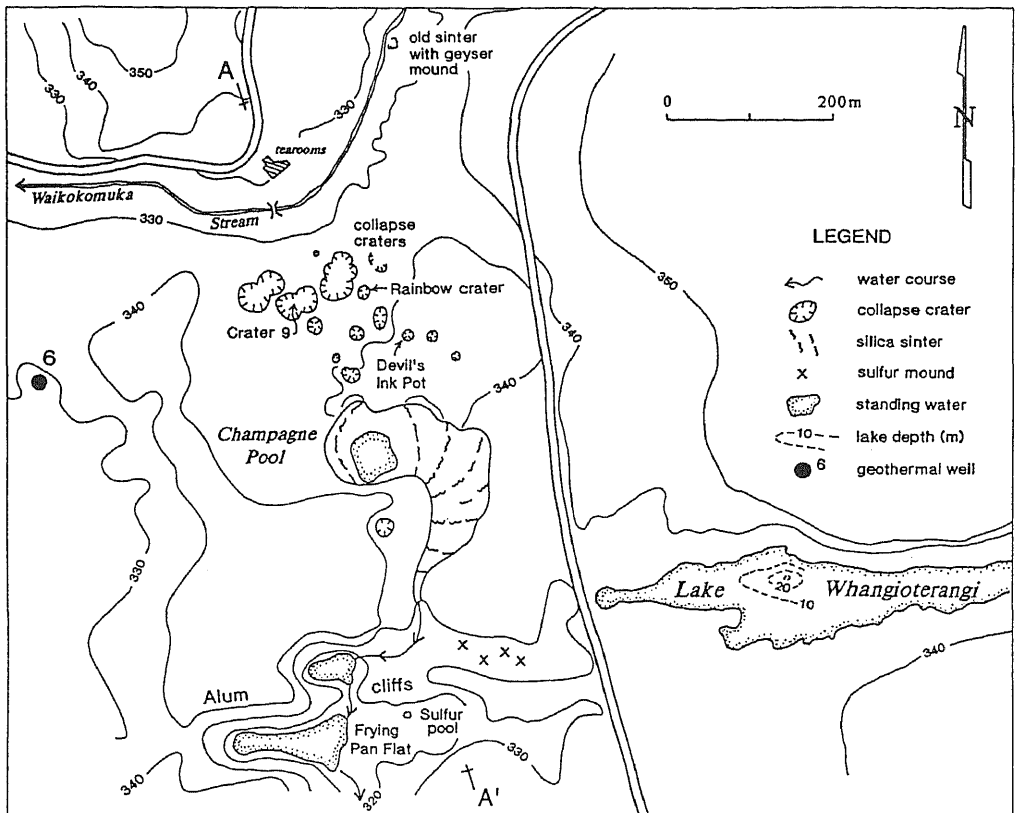 old sinter
with geyser
mound
350
340
330
A
330
0
200m
N
tearooms
Waikokomuka
Stream
330
collapse
craters
Rainbow crater
Crater 9
Devil's
Ink Pot
340
6
Champagne
Pool
340
340
350
LEGEND
water course
collapse crater
silica sinter
x sulfur mound
standing water
10 lake depth (m)
6 geothermal well
330
Lake Whangioterangi
20
10
340
x x x x
Alum cliffs
Sulfur
pool
Frying
Pan Flat
330
340
320
A'